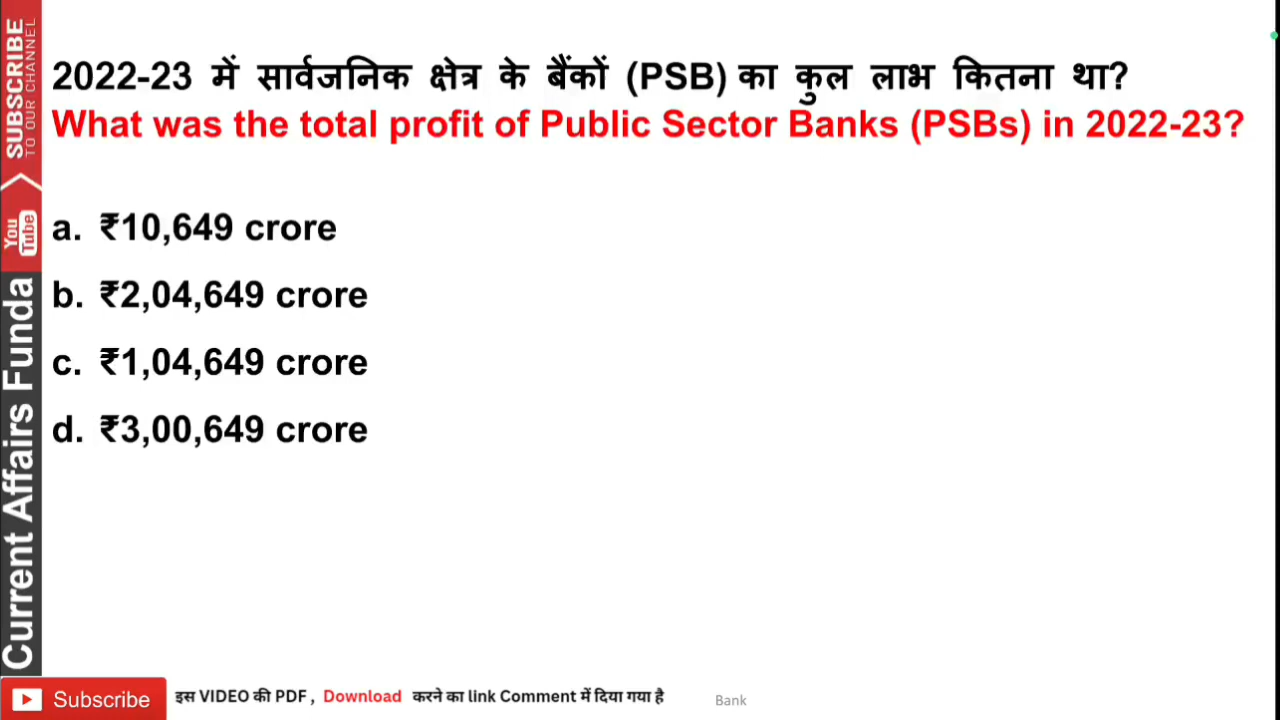 2022-23 में सार्वजनिक क्षेत्र के बैंकों (PSB) का कुल लाभ कितना था?
What was the total profit of Public Sector Banks (PSBs) in 2022-23?
a. ₹10,649 crore
b. ₹2,04,649 crore
c. ₹1,04,649 crore
d. ₹3,00,649 crore
SUBSCRIBE
TO OUR CHANNEL
You
Tube
Current Affairs Funda
Subscribe
इस VIDEO की PDF , Download करने का link Comment में दिया गया है
Bank